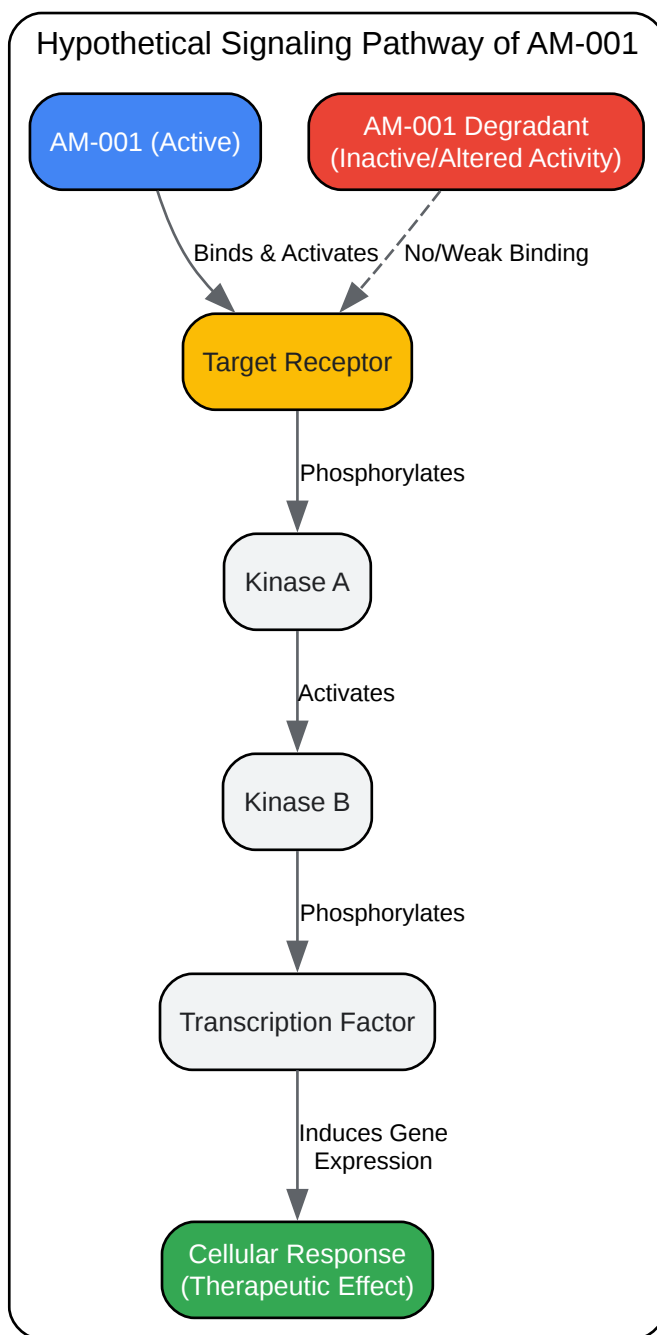 Hypothetical Signaling Pathway of AM-001
AM-001 (Active)
AM-001 Degradant
(Inactive/Altered Activity)
Binds & Activates
No/Weak Binding
Target Receptor
Phosphorylates
Kinase A
Activates
Kinase B
Phosphorylates
Transcription Factor
Induces Gene
Expression
Cellular Response
(Therapeutic Effect)